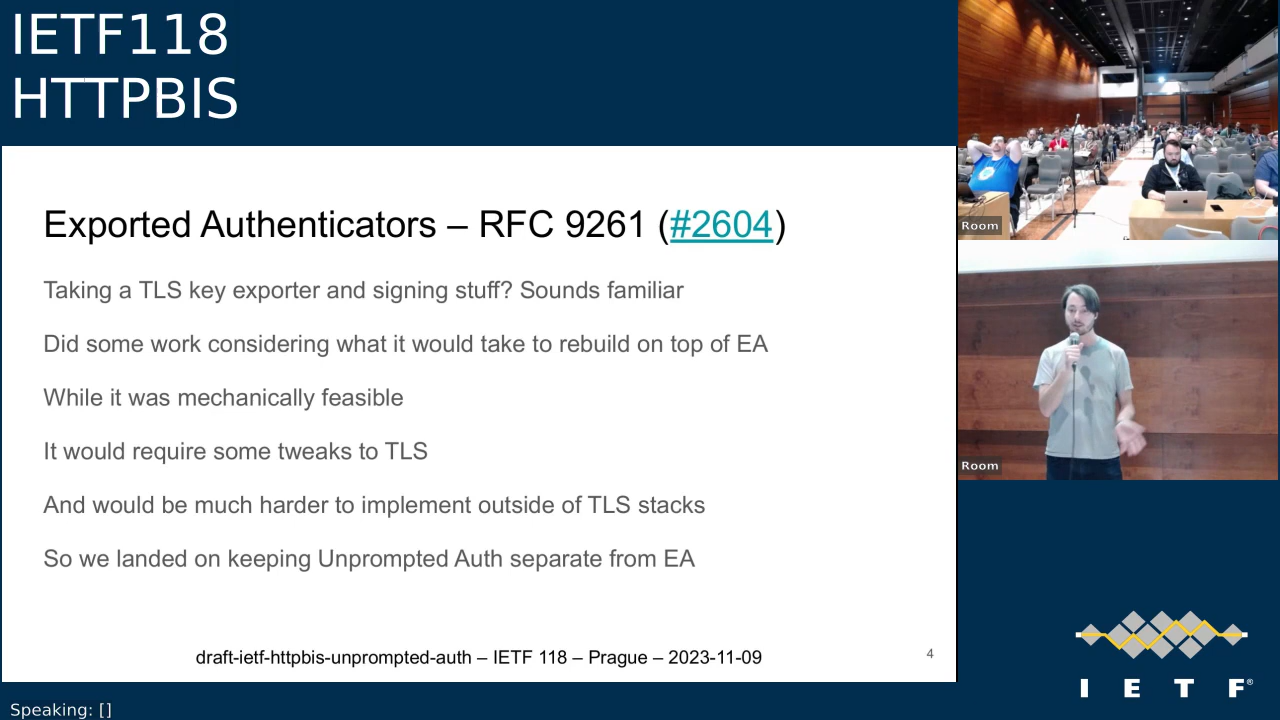 IETF118
HTTPBIS
Exported Authenticators – RFC 9261 (#2604)
Taking a TLS key exporter and signing stuff? Sounds familiar
Did some work considering what it would take to rebuild on top of EA
While it was mechanically feasible
It would require some tweaks to TLS
And would be much harder to implement outside of TLS stacks
So we landed on keeping Unprompted Auth separate from EA
draft-ietf-httpbis-unprompted-auth – IETF 118 – Prague – 2023-11-09
4
Room
Room
I E T F®
Speaking: []